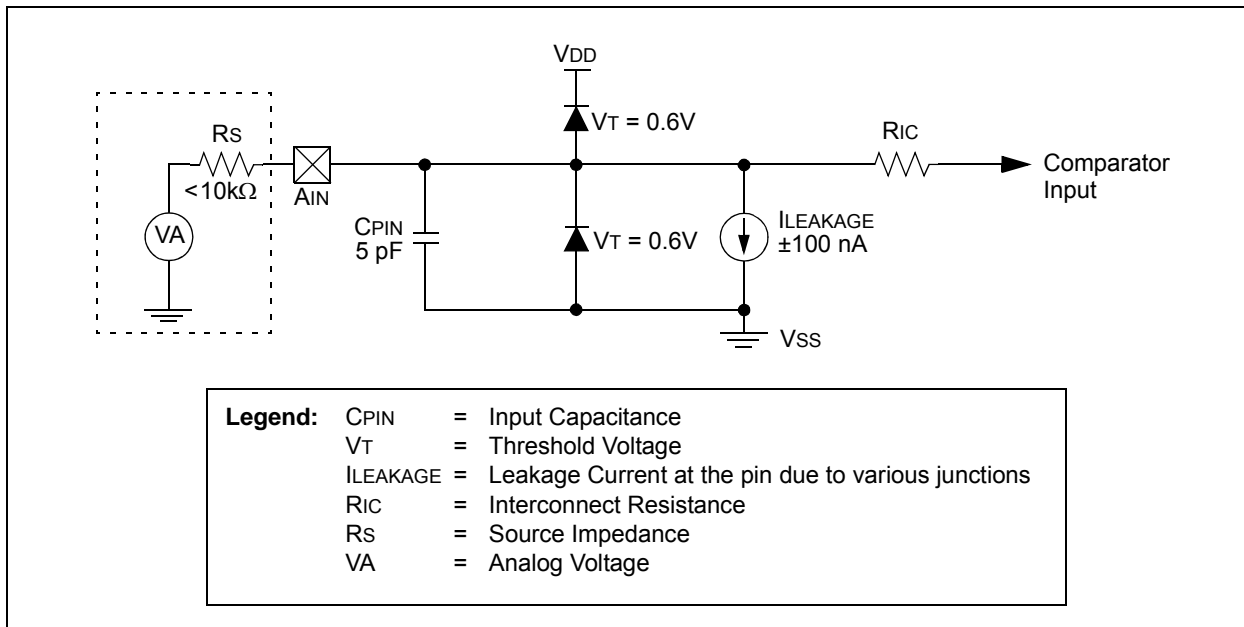 VDD
VT = 0.6V
RS
<10kΩ
AIN
VA
CPIN
5 pF
VT = 0.6V
ILEAKAGE
±100 nA
RIC
Comparator
Input
VSS
Legend: CPIN = Input Capacitance
VT = Threshold Voltage
ILEAKAGE = Leakage Current at the pin due to various junctions
RIC = Interconnect Resistance
RS = Source Impedance
VA = Analog Voltage